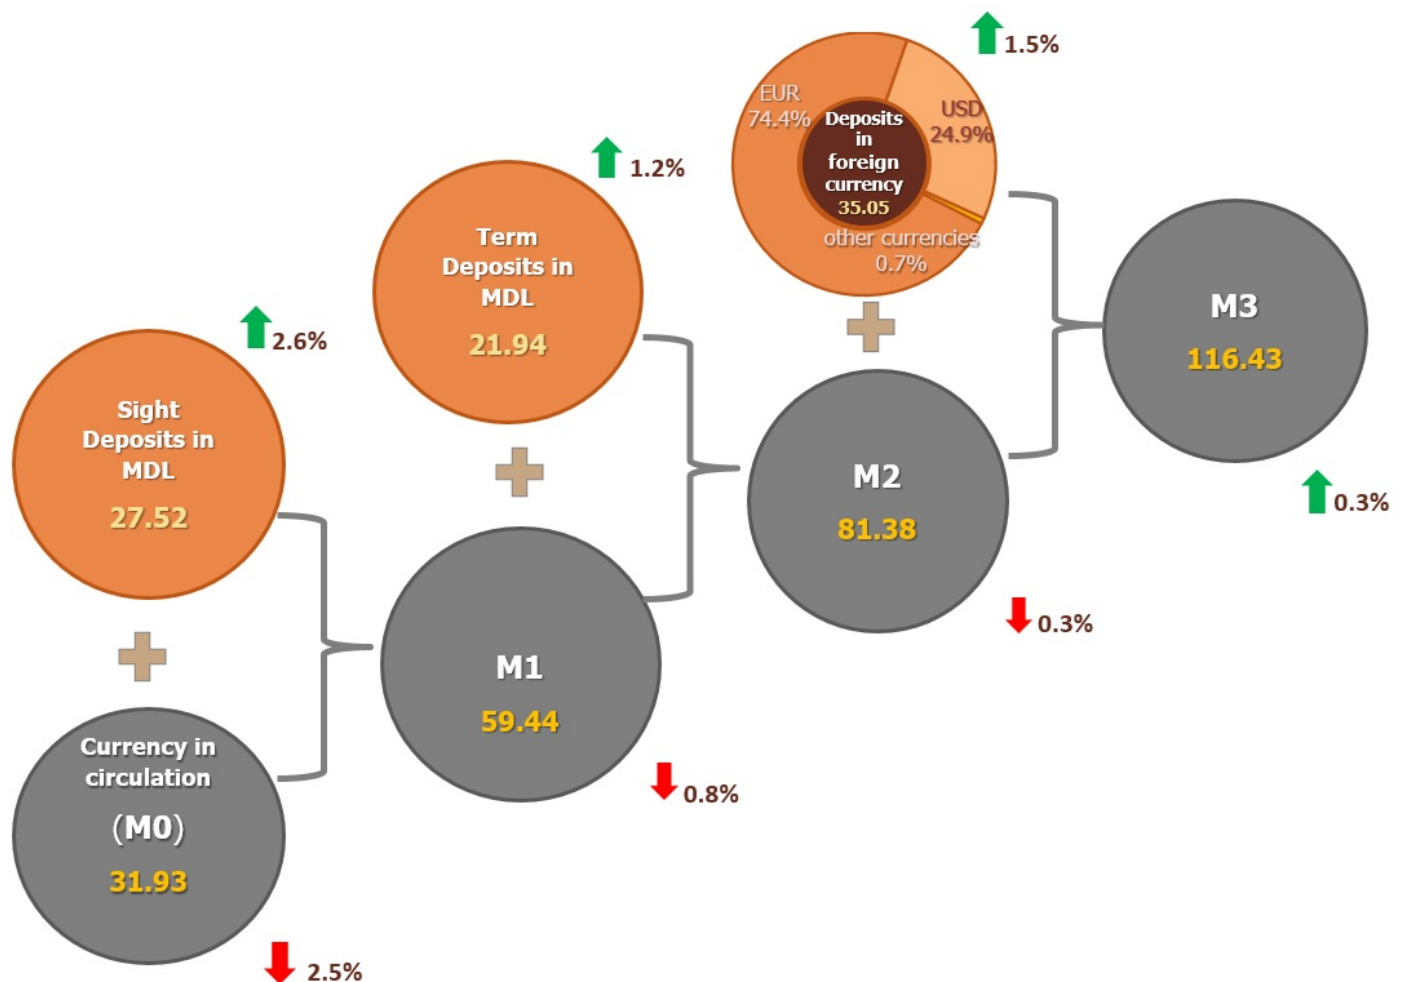 Sight
Deposits in
MDL
27.52
2.6%
Currency in
circulation
(M0)
31.93
2.5%
Term
Deposits in
MDL
21.94
1.2%
M1
59.44
0.8%
EUR
74.4%
USD
24.9%
Deposits
in
foreign
currency
35.05
other currencies
0.7%
1.5%
M2
81.38
0.3%
M3
116.43
0.3%